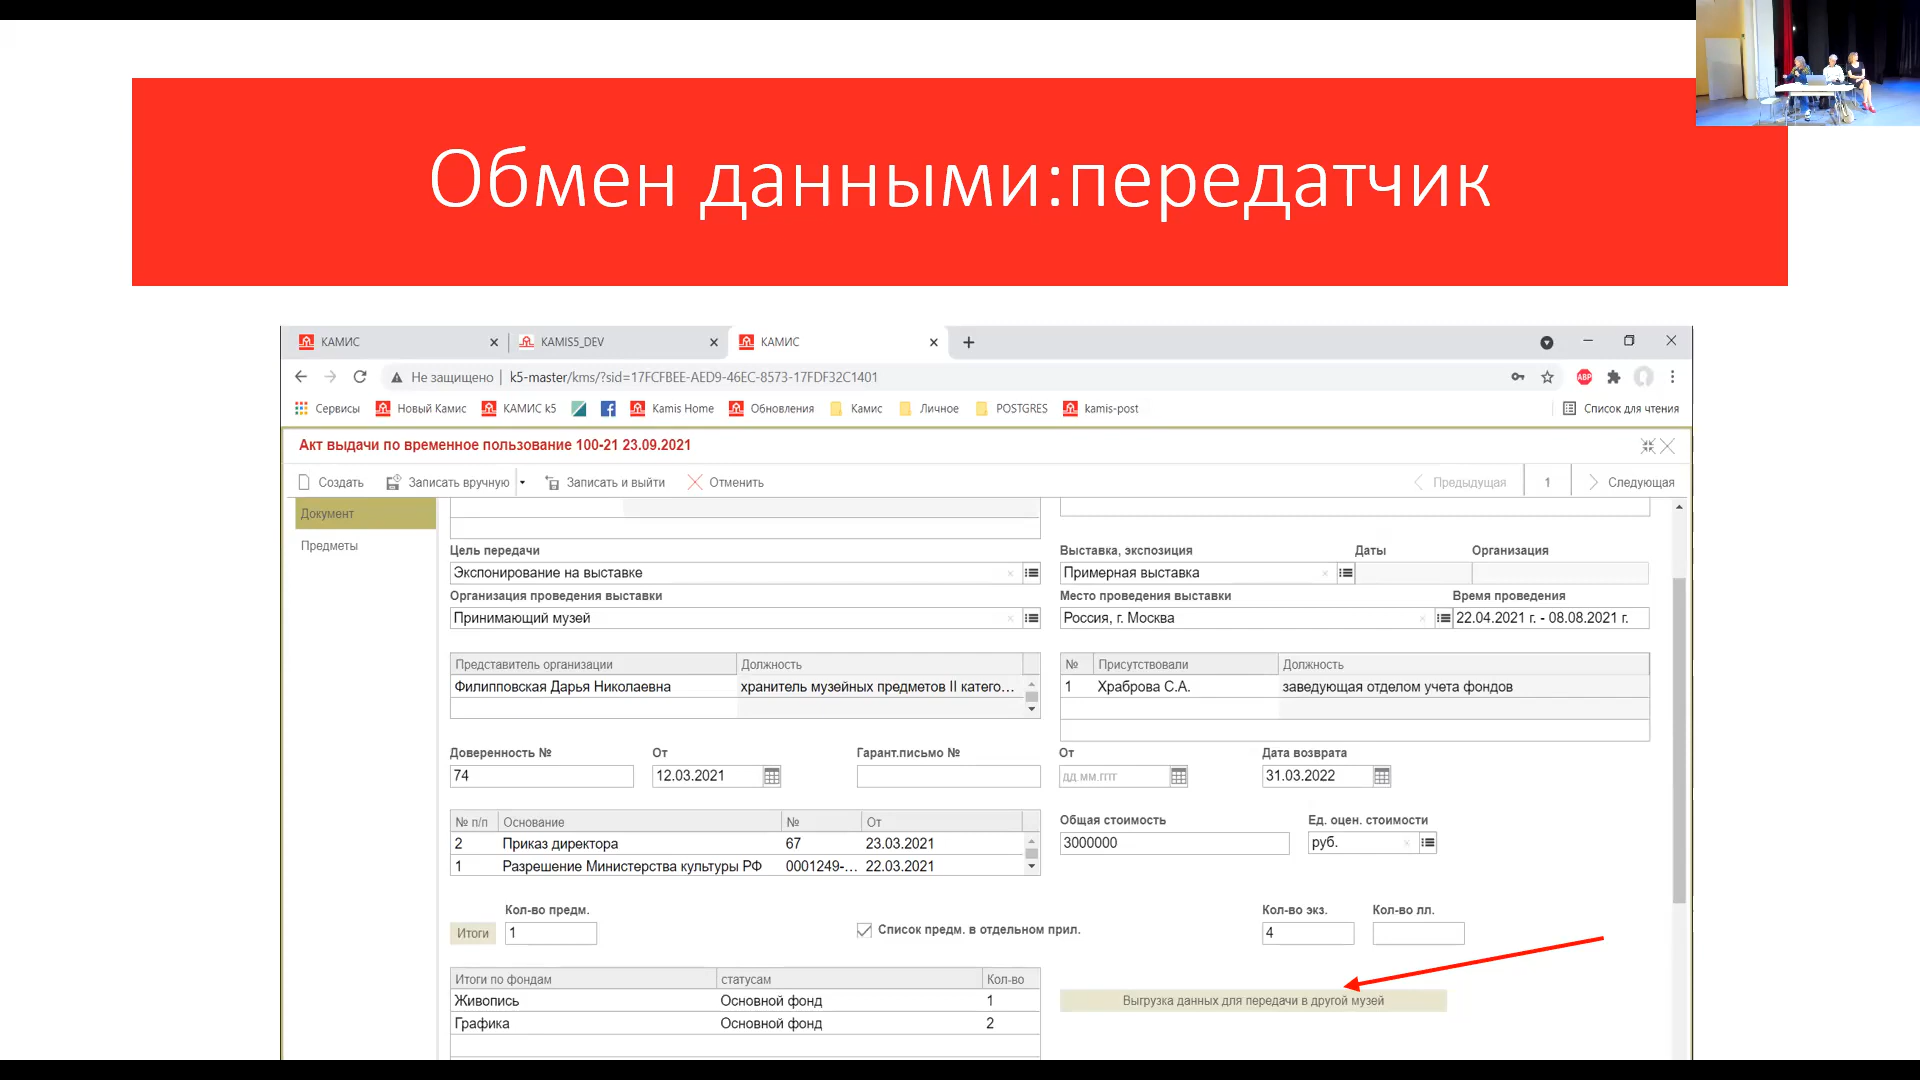 Обмен данными:передатчик
КАМИС
KAMIS5_DEV
КАМИС
Не защищено
k5-master/kms/?sid=17FCFBEE-AED9-46EC-8573-17FDF32C1401
ABP
Сервисы
Новый Камис
КАМИС k5
Kamis Home
Обновления
Камис
Личное
POSTGRES
kamis-post
Список для чтения
Акт выдачи по временное пользование 100-21 23.09.2021
Создать
Записать вручную
Записать и выйти
Отменить
Предыдущая
1
Следующая
Документ
Предметы
Цель передачи
Экспонирование на выставке
Выставка, экспозиция
Даты
Организация
Примерная выставка
Организация проведения выставки
Принимающий музей
Место проведения выставки
Время проведения
Россия, г. Москва
22.04.2021 г. - 08.08.2021 г.
Представитель организации
Должность
Филипповская Дарья Николаевна
хранитель музейных предметов II катего...
№
Присутствовали
Должность
1
Храброва С.А.
заведующая отделом учета фондов
Доверенность №
От
Гарант.письмо №
От
Дата возврата
74
12.03.2021
дд.мм.гггг
31.03.2022
№ п/п
Основание
№
От
2
Приказ директора
67
23.03.2021
1
Разрешение Министерства культуры РФ
0001249-...
22.03.2021
Общая стоимость
Ед. оцен. стоимости
3000000
руб.
Кол-во предм.
Итоги
1
Список предм. в отдельном прил.
Кол-во экз.
Кол-во лл.
4
Итоги по фондам
статусам
Кол-во
Живопись
Основной фонд
1
Графика
Основной фонд
2
Выгрузка данных для передачи в другой музей